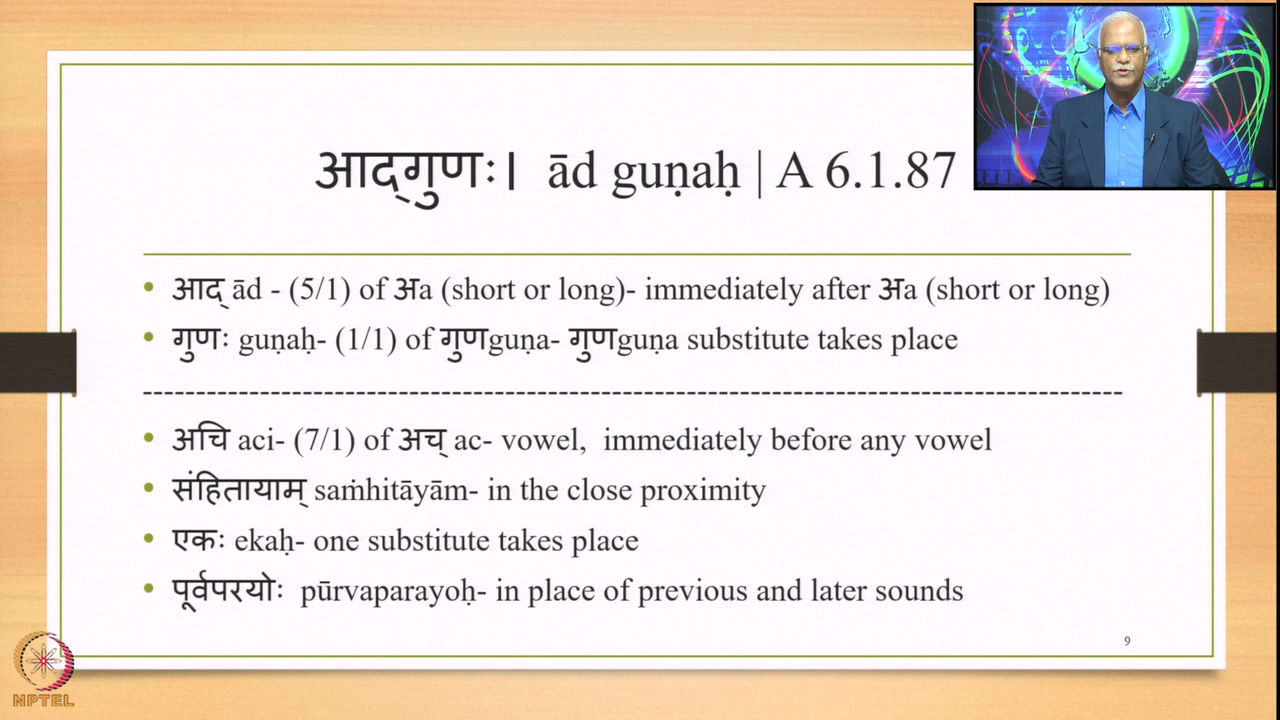 आद्गुणः। ād guṇaḥ | A 6.1.87
• आद् ād - (5/1) of अa (short or long)- immediately after अa (short or long)
• गुणः guṇaḥ- (1/1) of गुणguṇa- गुणguṇa substitute takes place
----------------------------------------------------------------------------------------------
• अचि aci- (7/1) of अच् ac- vowel, immediately before any vowel
• संहितायाम् saṁhitāyām- in the close proximity
• एकः ekaḥ- one substitute takes place
• पूर्वपरयोः pūrvaparayoḥ- in place of previous and later sounds
9
NPTEL